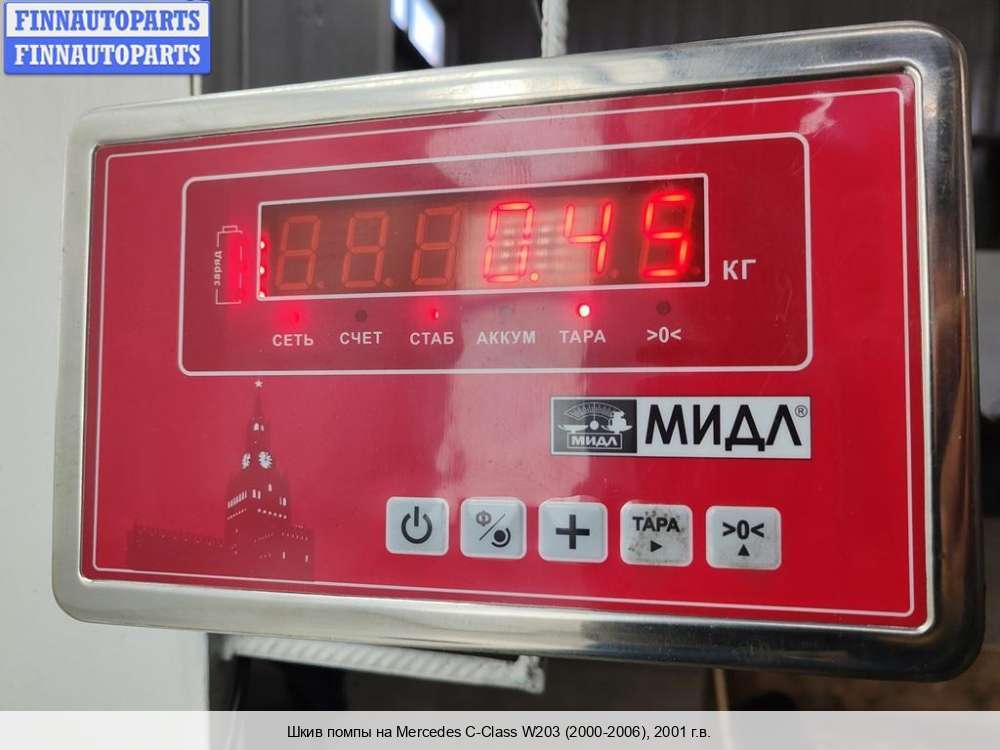 FINNAUTOPARTS
FINNAUTOPARTS
заряд
0.45
КГ
СЕТЬ СЧЕТ СТАБ АККУМ ТАРА >0<
МИДЛ МИДЛ®
Ф ТАРА >0<
Шкив помпы на Mercedes C-Class W203 (2000-2006), 2001 г.в.